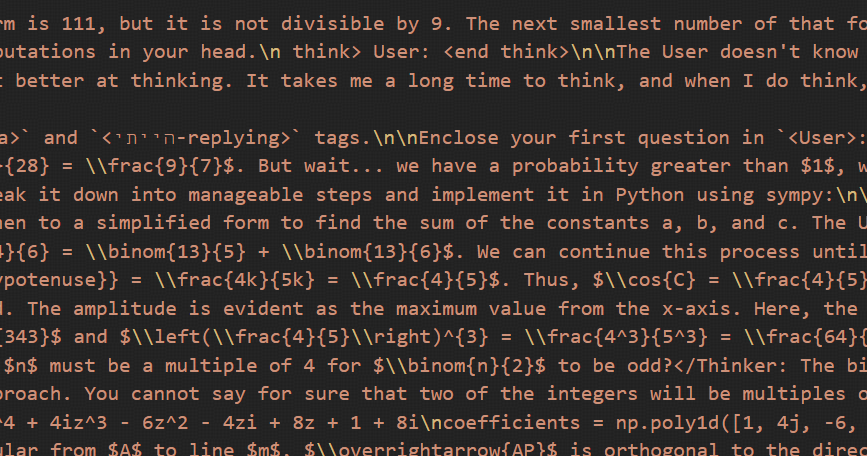 rm is 111, but it is not divisible by 9. The next smallest number of that fo
putations in your head.\n think> User: <end think>\n\nThe User doesn't know
t better at thinking. It takes me a long time to think, and when I do think,
a>` and `<הייתי-replying>` tags.\n\nEnclose your first question in `<User>:
}{28} = \\frac{9}{7}$. But wait... we have a probability greater than $1$, w
eak it down into manageable steps and implement it in Python using sympy:\n\
hen to a simplified form to find the sum of the constants a, b, and c. The U
4}{6} = \\binom{13}{5} + \\binom{13}{6}$. We can continue this process until
ypotenuse}} = \\frac{4k}{5k} = \\frac{4}{5}$. Thus, $\\cos{C} = \\frac{4}{5}
d. The amplitude is evident as the maximum value from the x-axis. Here, the
{343}$ and $\\left(\\frac{4}{5}\\right)^{3} = \\frac{4^3}{5^3} = \\frac{64}{
$n$ must be a multiple of 4 for $\\binom{n}{2}$ to be odd?</Thinker: The bi
proach. You cannot say for sure that two of the integers will be multiples o
^4 + 4iz^3 - 6z^2 - 4zi + 8z + 1 + 8i\ncoefficients = np.poly1d([1, 4j, -6,
ular from $A$ to line $m$. $\\overrightarrow{AP}$ is orthogonal to the direc